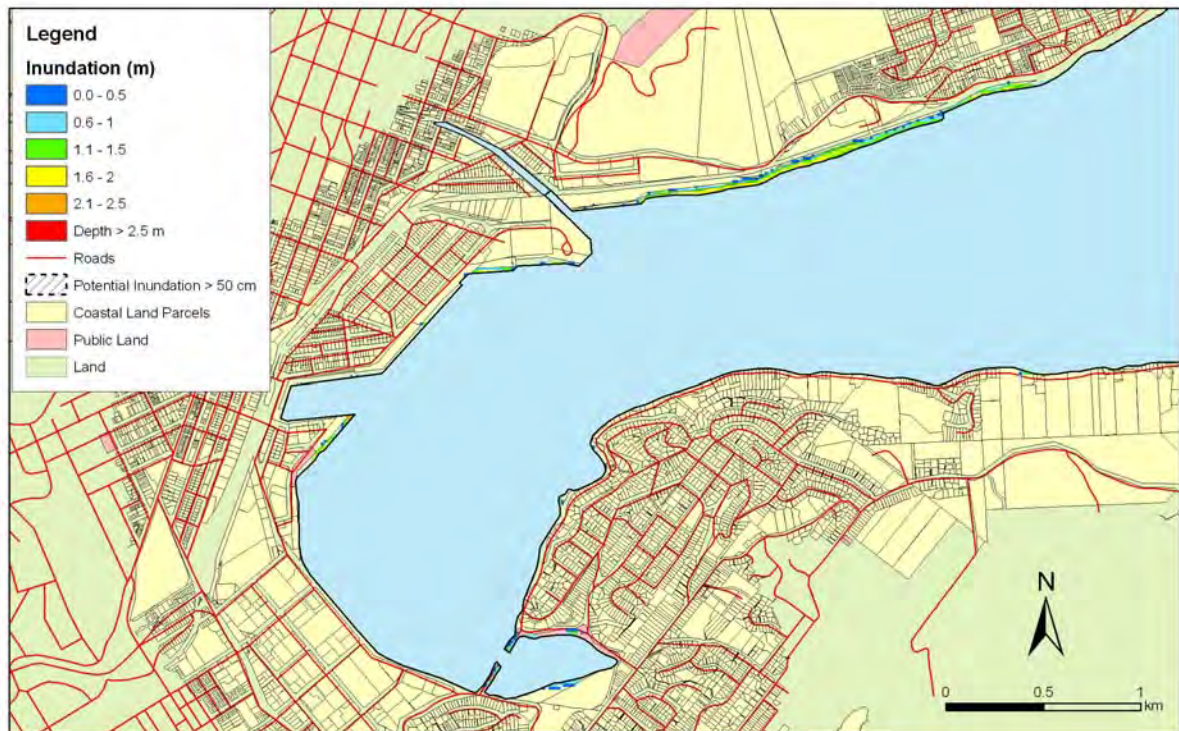 Legend
Inundation (m)
0.0 - 0.5
0.6 - 1
1.1 - 1.5
1.6 - 2
2.1 - 2.5
Depth > 2.5 m
Roads
Potential Inundation > 50 cm
Coastal Land Parcels
Public Land
Land
N
0 0.5 1
km